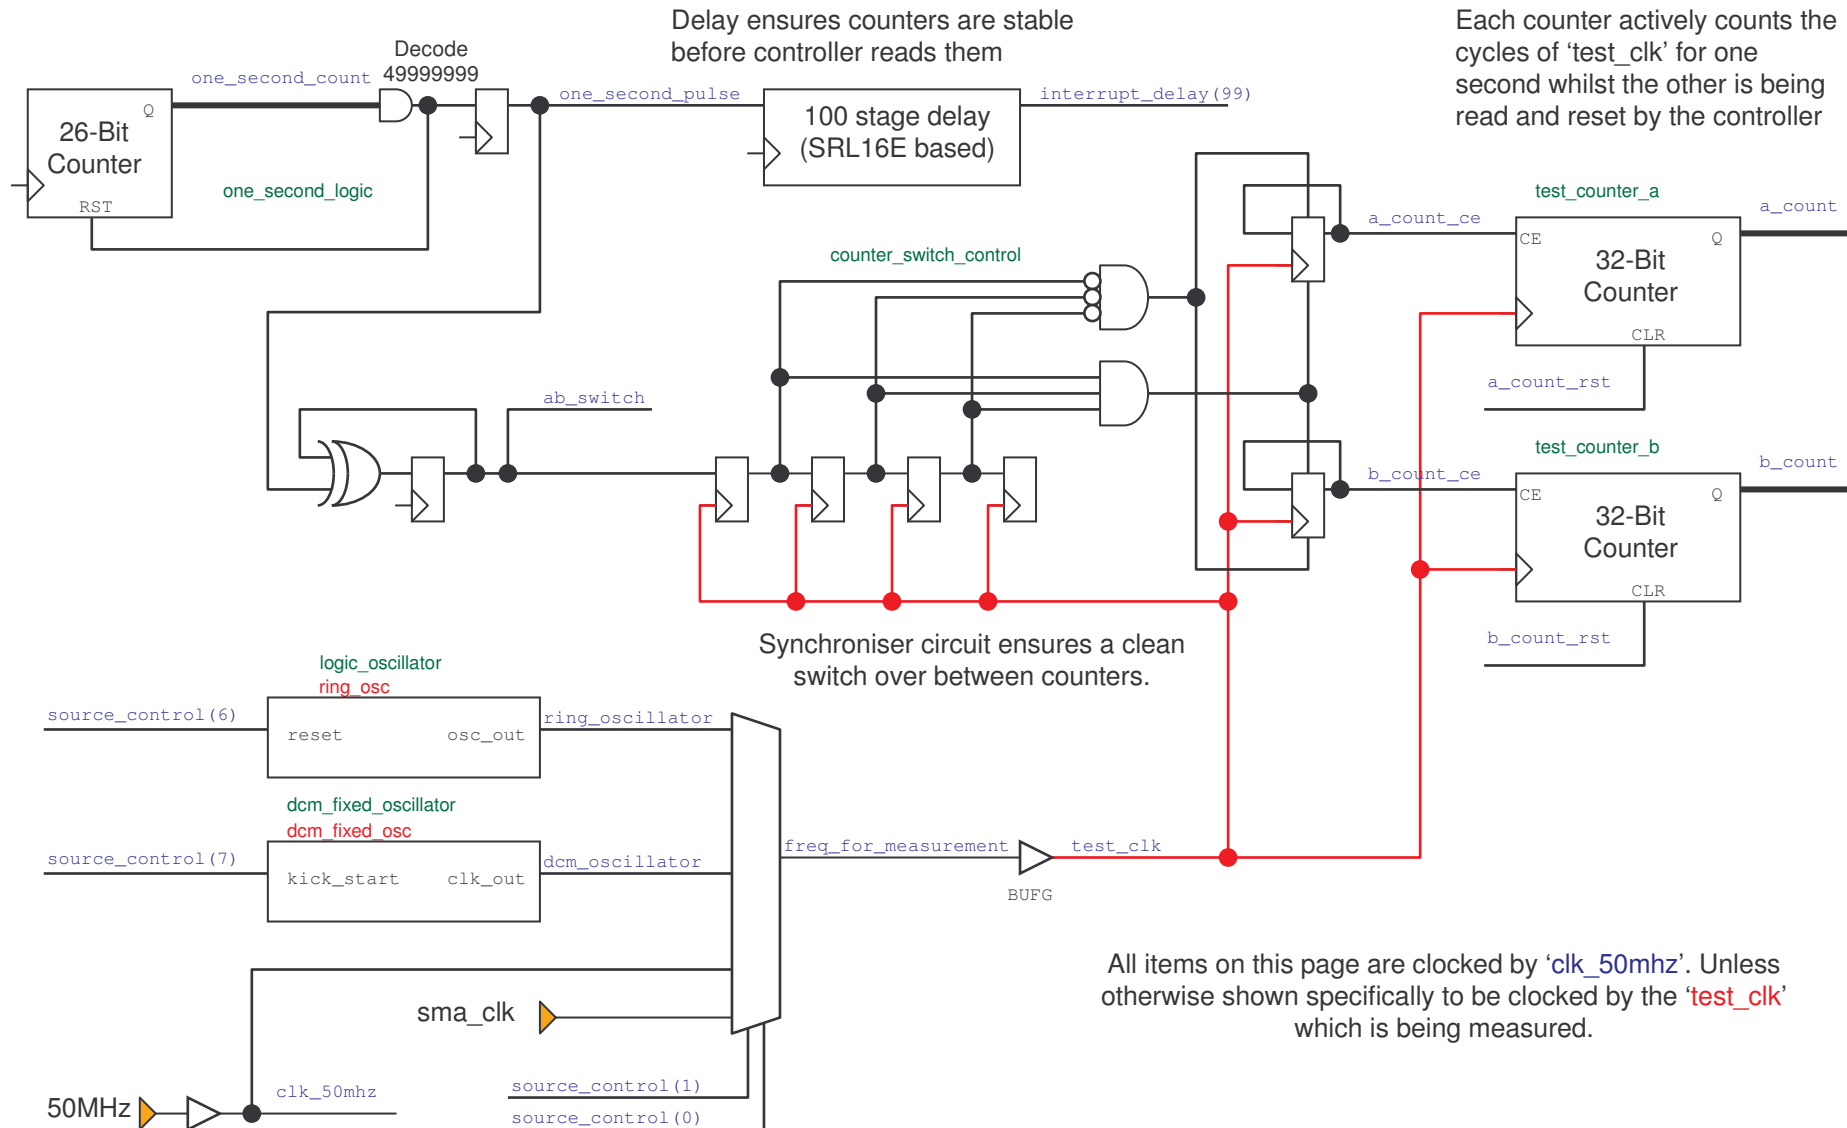 Delay ensures counters are stable
before controller reads them
Each counter actively counts the
cycles of ‘test_clk’ for one
second whilst the other is being
read and reset by the controller
Decode
49999999
one_second_count
Q
26-Bit
Counter
RST
one_second_logic
one_second_pulse
100 stage delay
(SRL16E based)
interrupt_delay(99)
counter_switch_control
test_counter_a
a_count_ce
a_count
CE
Q
32-Bit
Counter
CLR
a_count_rst
ab_switch
test_counter_b
b_count_ce
b_count
CE
Q
32-Bit
Counter
CLR
b_count_rst
Synchroniser circuit ensures a clean
switch over between counters.
logic_oscillator
ring_osc
source_control(6)
reset
osc_out
ring_oscillator
dcm_fixed_oscillator
dcm_fixed_osc
source_control(7)
kick_start
clk_out
dcm_oscillator
freq_for_measurement
BUFG
test_clk
sma_clk
All items on this page are clocked by ‘clk_50mhz’. Unless
otherwise shown specifically to be clocked by the ‘test_clk’
which is being measured.
50MHz
clk_50mhz
source_control(1)
source_control(0)